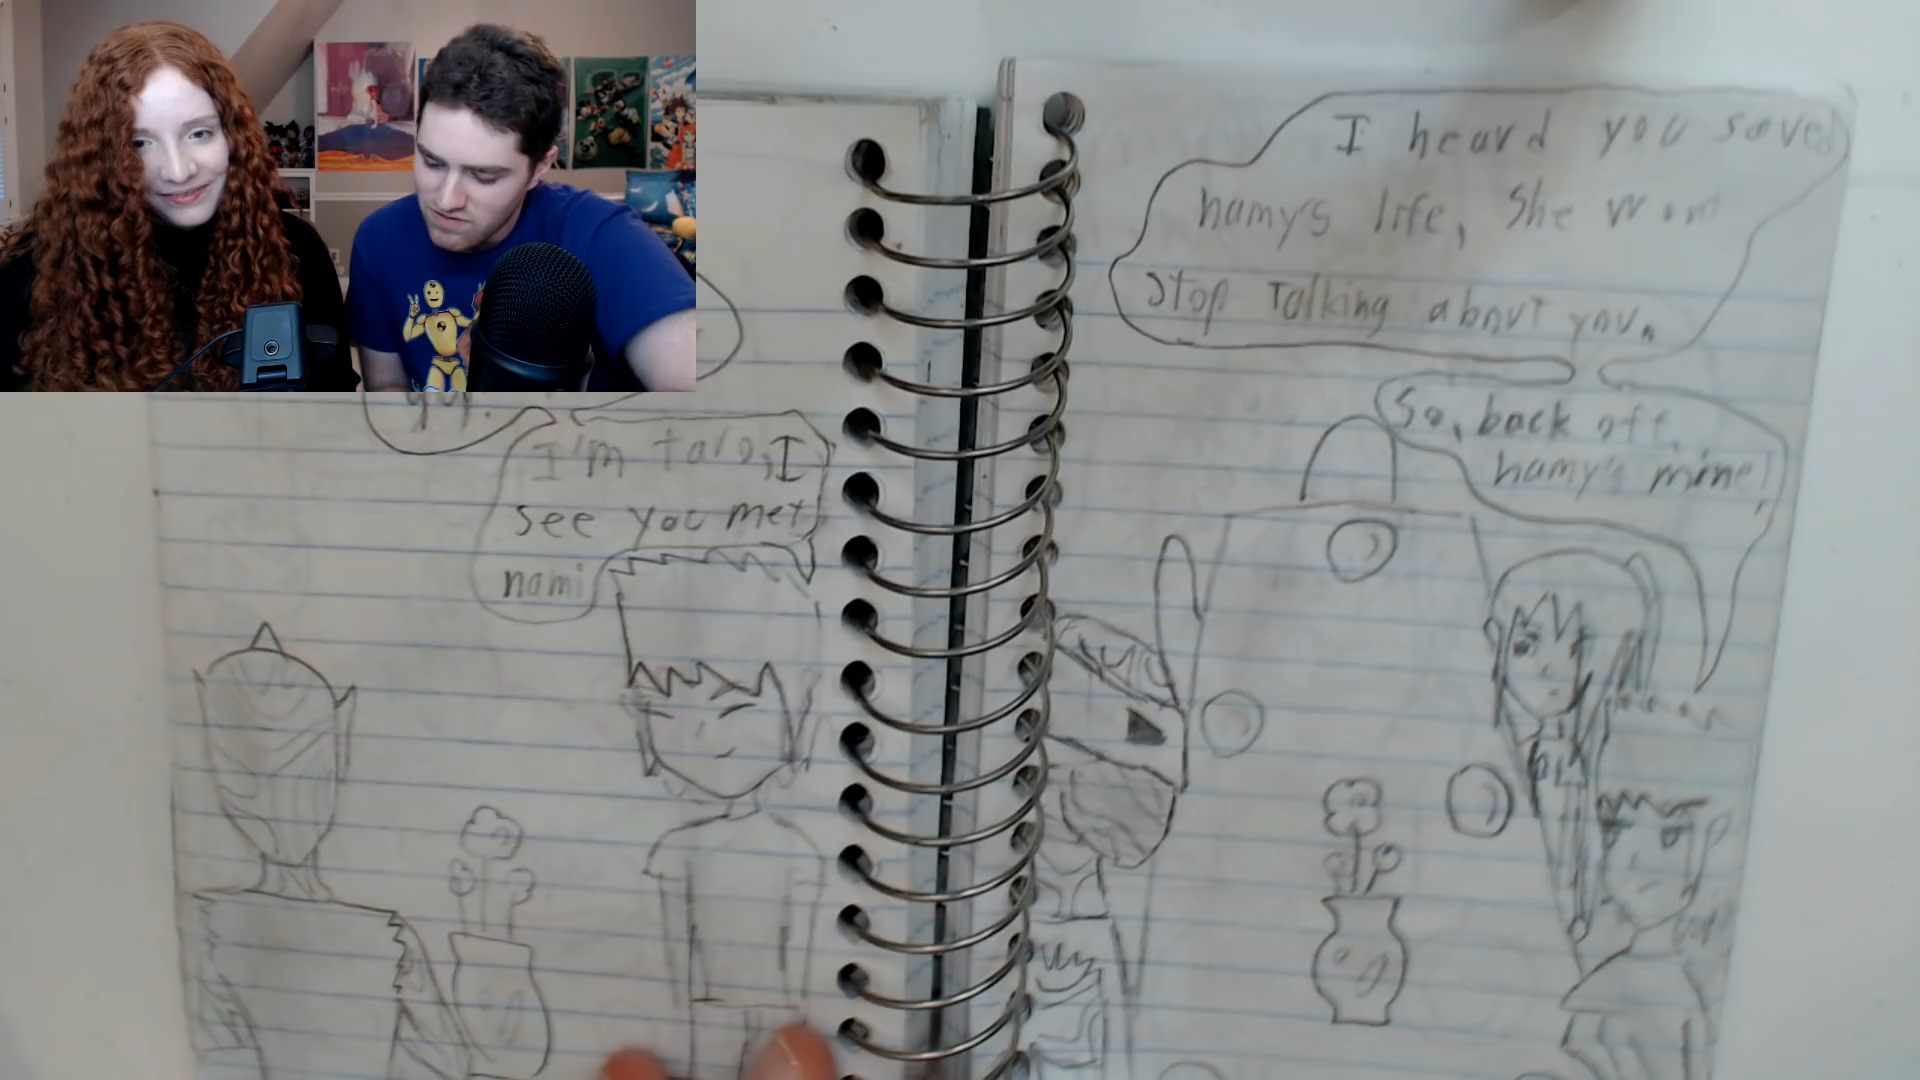 I'm taro, I
see you met
nami
I heard you saved
hamy's life, She wont
stop Talking about you.
So, back off,
hamy's mine!